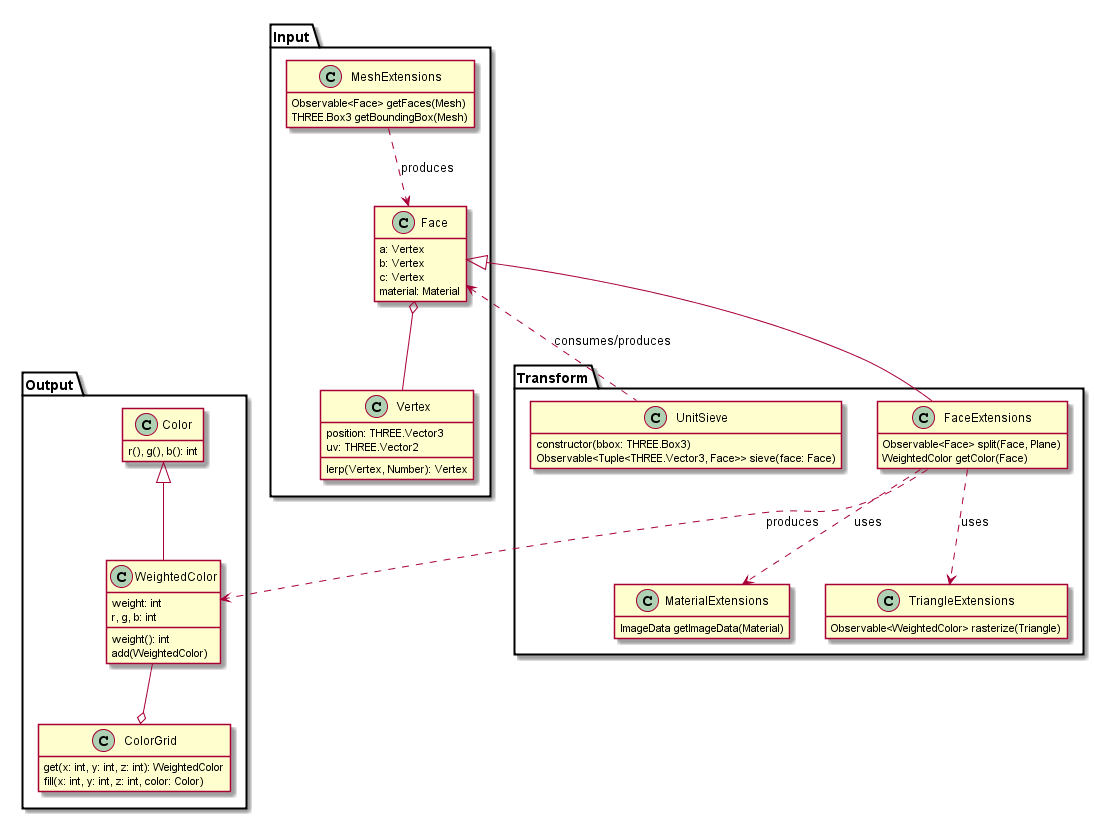 Input
C MeshExtensions
Observable<Face> getFaces(Mesh)
THREE.Box3 getBoundingBox(Mesh)
produces
C Face
a: Vertex
b: Vertex
c: Vertex
material: Material
consumes/produces
C Vertex
position: THREE.Vector3
uv: THREE.Vector2
lerp(Vertex, Number): Vertex
Transform
C UnitSieve
constructor(bbox: THREE.Box3)
Observable<Tuple<THREE.Vector3, Face>> sieve(face: Face)
C FaceExtensions
Observable<Face> split(Face, Plane)
WeightedColor getColor(Face)
produces
uses
uses
C MaterialExtensions
ImageData getImageData(Material)
C TriangleExtensions
Observable<WeightedColor> rasterize(Triangle)
Output
C Color
r(), g(), b(): int
C WeightedColor
weight: int
r, g, b: int
weight(): int
add(WeightedColor)
C ColorGrid
get(x: int, y: int, z: int): WeightedColor
fill(x: int, y: int, z: int, color: Color)